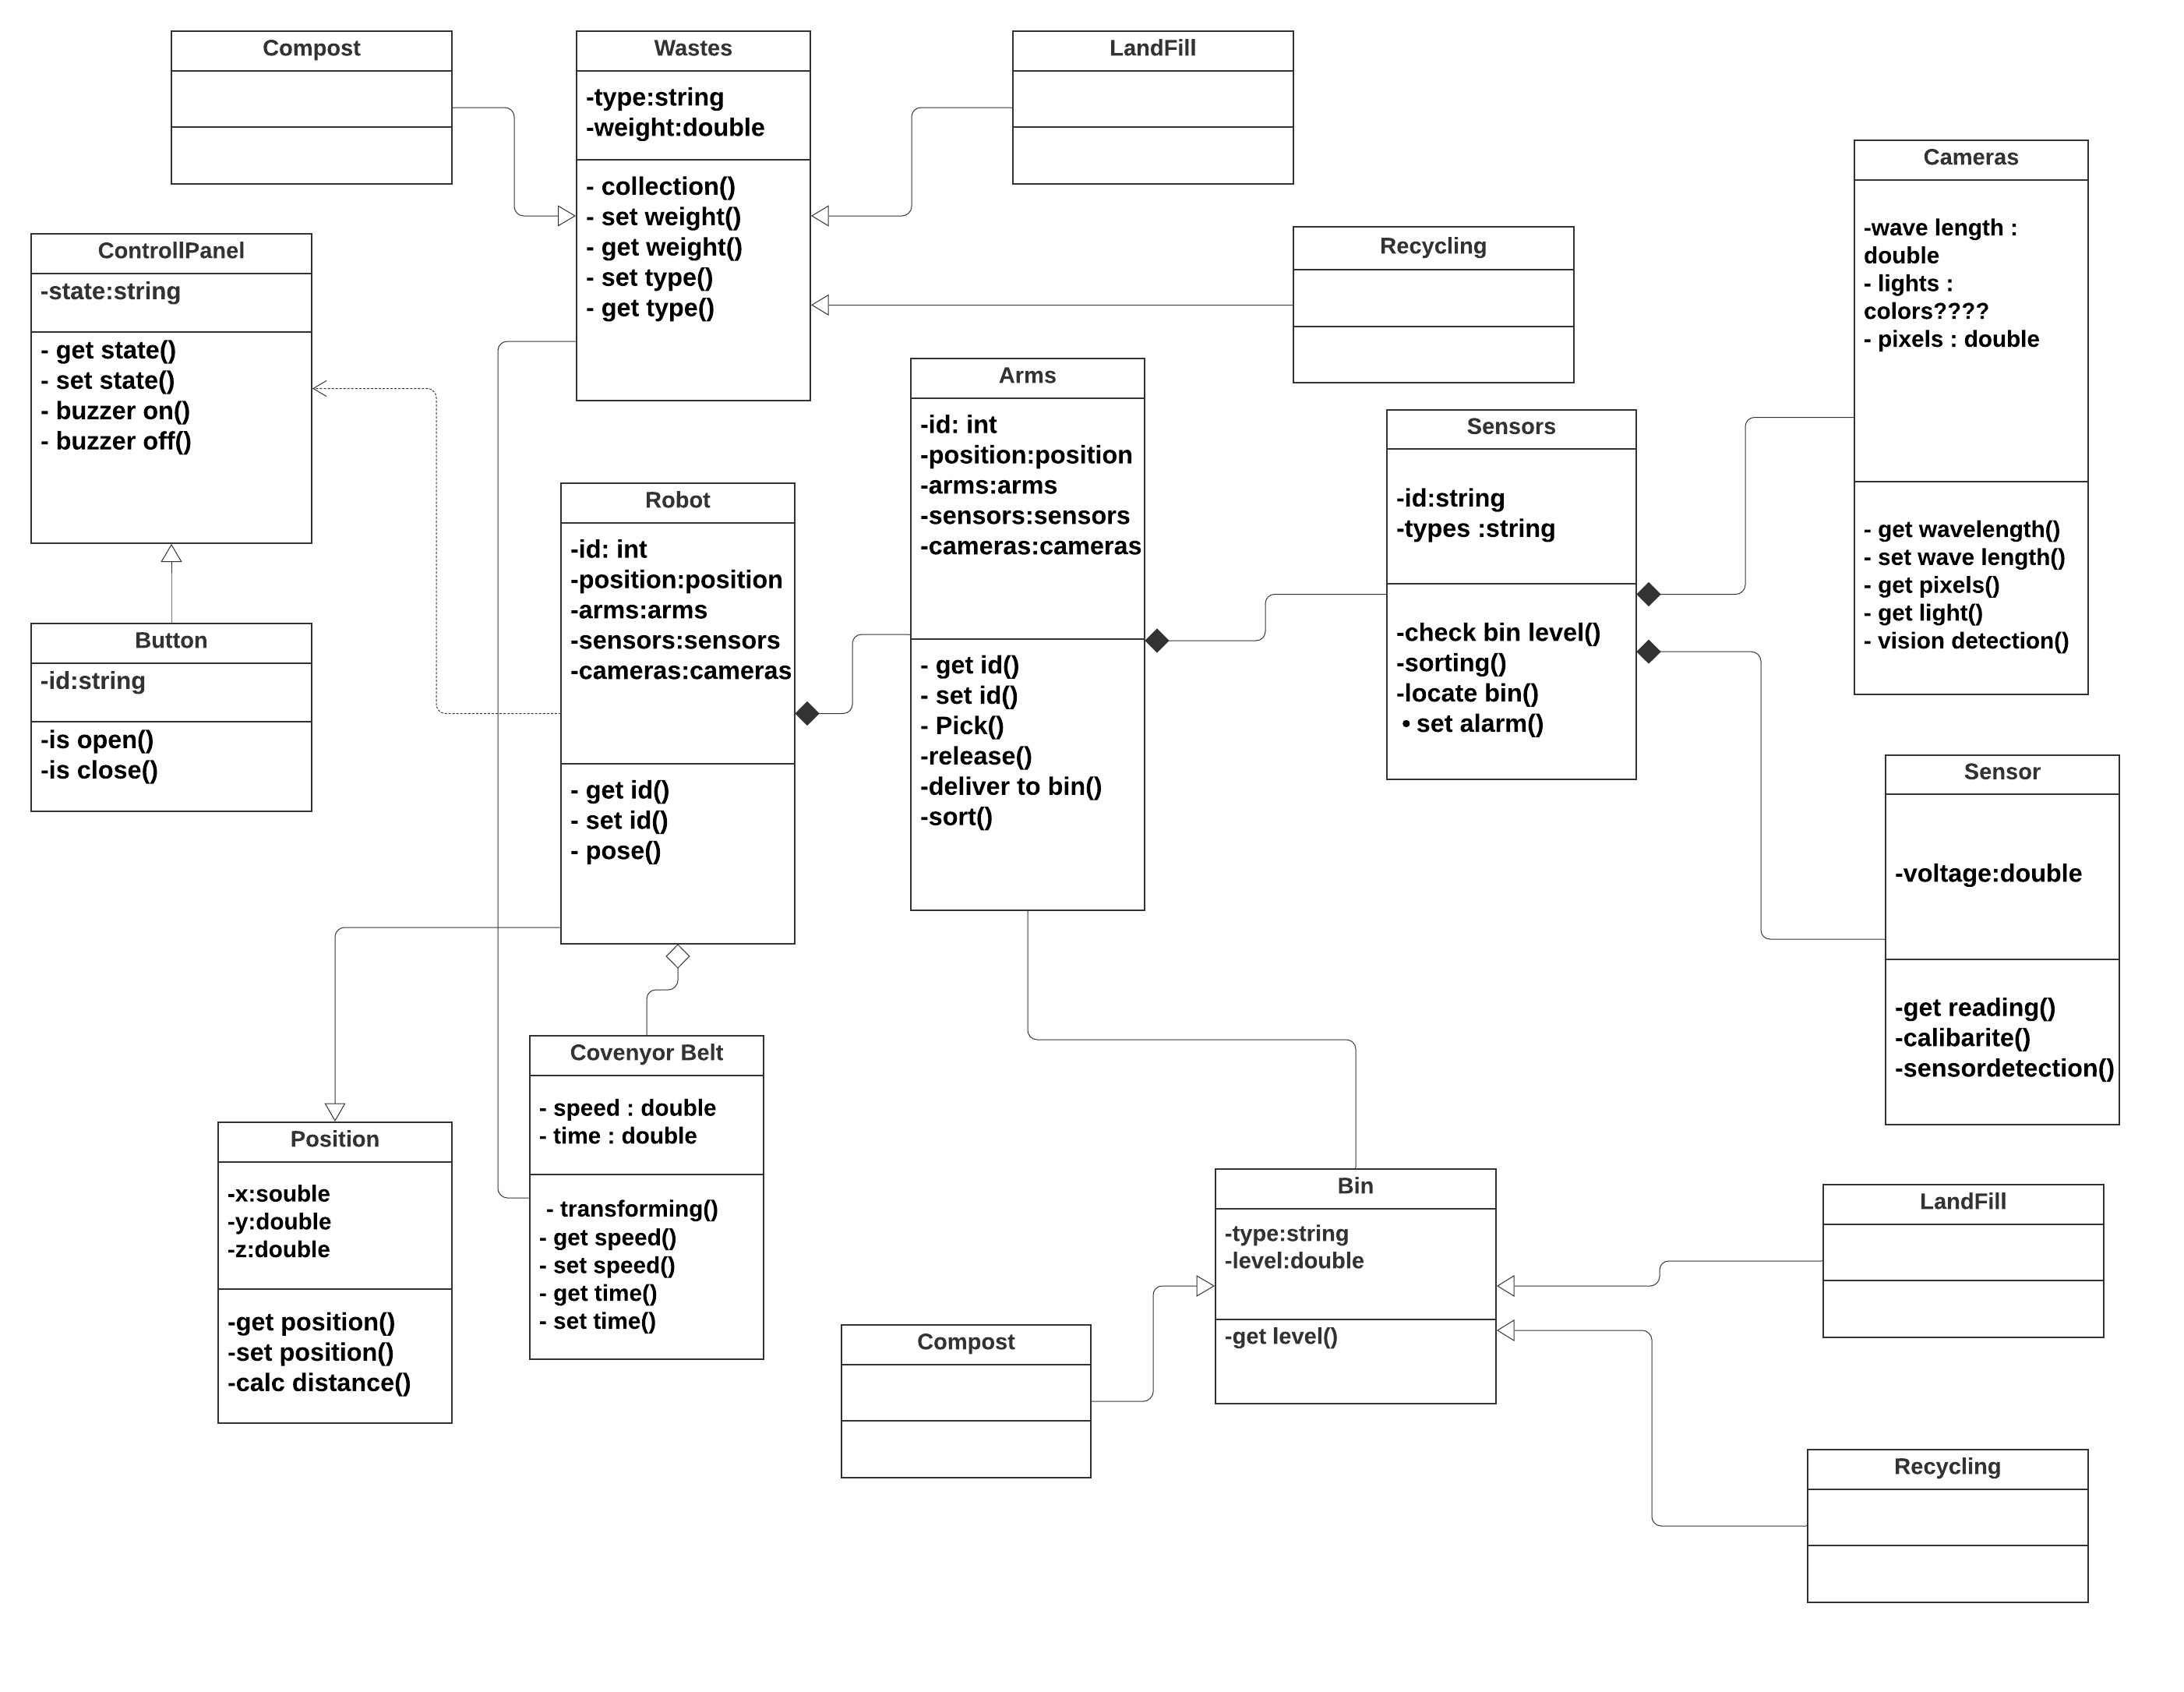 Compost
Wastes
-type:string
-weight:double
- collection()
- set weight()
- get weight()
- set type()
- get type()
LandFill
Cameras
-wave length :
double
- lights :
colors????
- pixels : double
- get wavelength()
- set wave length()
- get pixels()
- get light()
- vision detection()
ControllPanel
-state:string
- get state()
- set state()
- buzzer on()
- buzzer off()
Recycling
Arms
-id: int
-position:position
-arms:arms
-sensors:sensors
-cameras:cameras
- get id()
- set id()
- Pick()
-release()
-deliver to bin()
-sort()
Sensors
-id:string
-types :string
-check bin level()
-sorting()
-locate bin()
• set alarm()
Robot
-id: int
-position:position
-arms:arms
-sensors:sensors
-cameras:cameras
- get id()
- set id()
- pose()
Button
-id:string
-is open()
-is close()
Sensor
-voltage:double
-get reading()
-calibarite()
-sensordetection()
Covenyor Belt
- speed : double
- time : double
- transforming()
- get speed()
- set speed()
- get time()
- set time()
Position
-x:souble
-y:double
-z:double
-get position()
-set position()
-calc distance()
Bin
-type:string
-level:double
-get level()
LandFill
Compost
Recycling